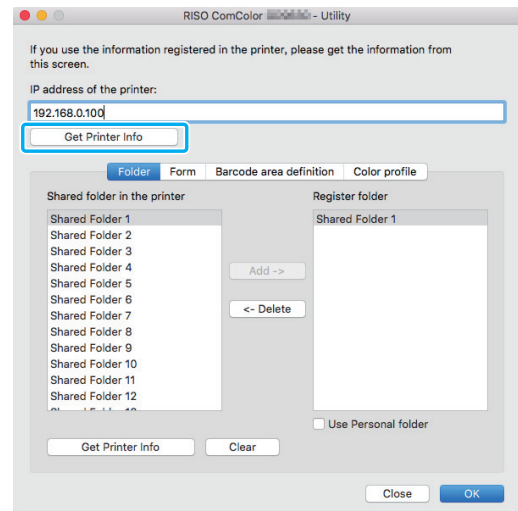 RISO ComColor - Utility
If you use the information registered in the printer, please get the information from
this screen.
IP address of the printer:
192.168.0.100
Get Printer Info
Folder Form Barcode area definition Color profile
Shared folder in the printer
Register folder
Shared Folder 1
Shared Folder 2
Shared Folder 3
Shared Folder 4
Shared Folder 5
Shared Folder 6
Shared Folder 7
Shared Folder 8
Shared Folder 9
Shared Folder 10
Shared Folder 11
Shared Folder 12
Add ->
<- Delete
Shared Folder 1
Use Personal folder
Get Printer Info
Clear
Close
OK